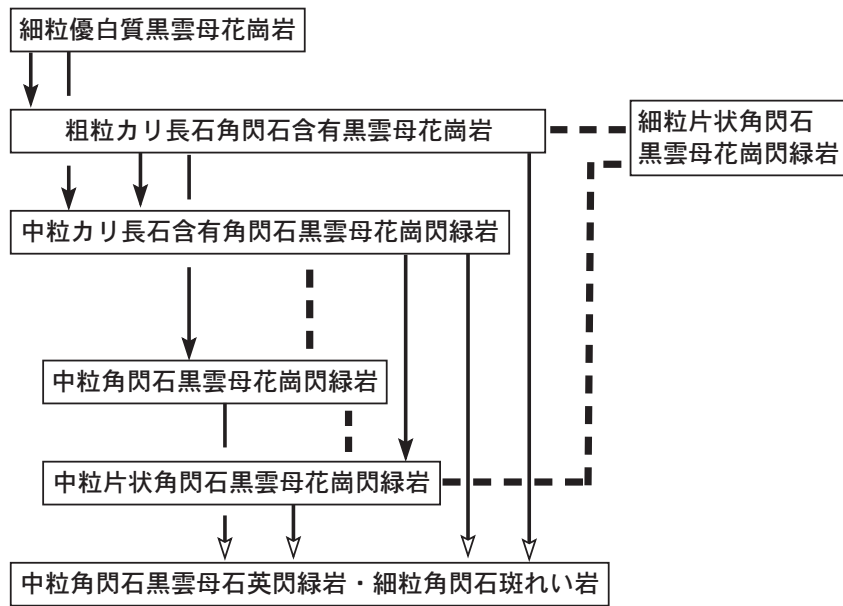 細粒優白質黒雲母花崗岩
粗粒カリ長石角閃石含有黒雲母花崗岩
細粒片状角閃石
黒雲母花崗閃緑岩
中粒カリ長石含有角閃石黒雲母花崗閃緑岩
中粒角閃石黒雲母花崗閃緑岩
中粒片状角閃石黒雲母花崗閃緑岩
中粒角閃石黒雲母石英閃緑岩・細粒角閃石斑れい岩